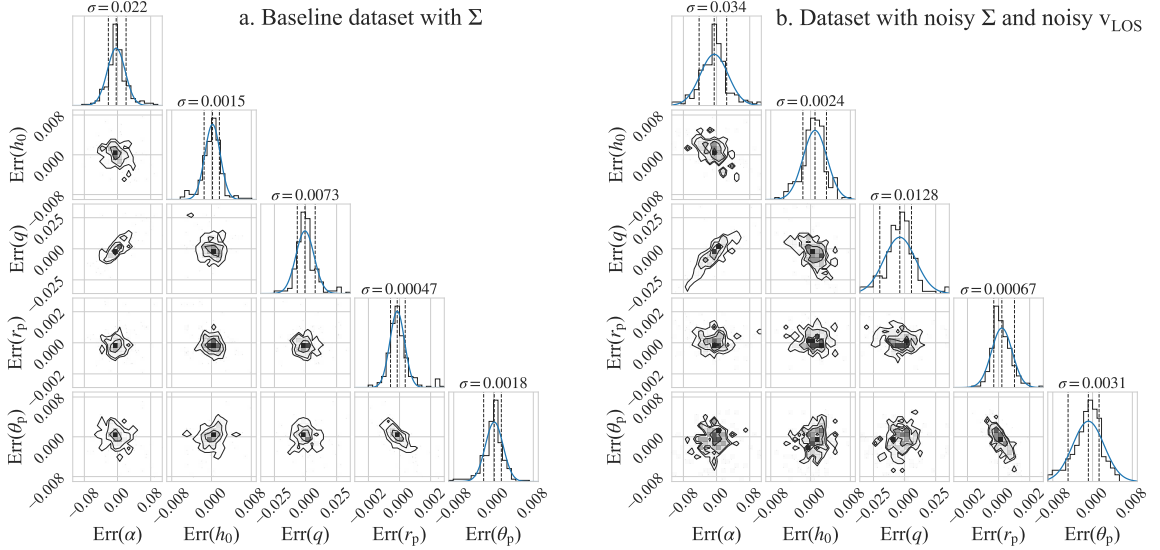 a. Baseline dataset with Σ
σ=0.022
σ=0.0015
σ=0.0073
σ=0.00047
σ=0.0018
Err(h₀)
0.008
0.000
−0.008
Err(q)
0.025
0.000
−0.025
Err(rₚ)
0.002
0.000
−0.002
Err(θₚ)
0.008
0.000
−0.008
−0.08 0.00 0.08 −0.008 0.000 0.008 −0.025 0.000 0.025 −0.002 0.000 0.002 −0.008 0.000 0.008
Err(α) Err(h₀) Err(q) Err(rₚ) Err(θₚ)
b. Dataset with noisy Σ and noisy v_LOS
σ=0.034
σ=0.0024
σ=0.0128
σ=0.00067
σ=0.0031
Err(h₀)
0.008
0.000
−0.008
Err(q)
0.025
0.000
−0.025
Err(rₚ)
0.002
0.000
−0.002
Err(θₚ)
0.008
0.000
−0.008
−0.08 0.00 0.08 −0.008 0.000 0.008 −0.025 0.000 0.025 −0.002 0.000 0.002 −0.008 0.000 0.008
Err(α) Err(h₀) Err(q) Err(rₚ) Err(θₚ)